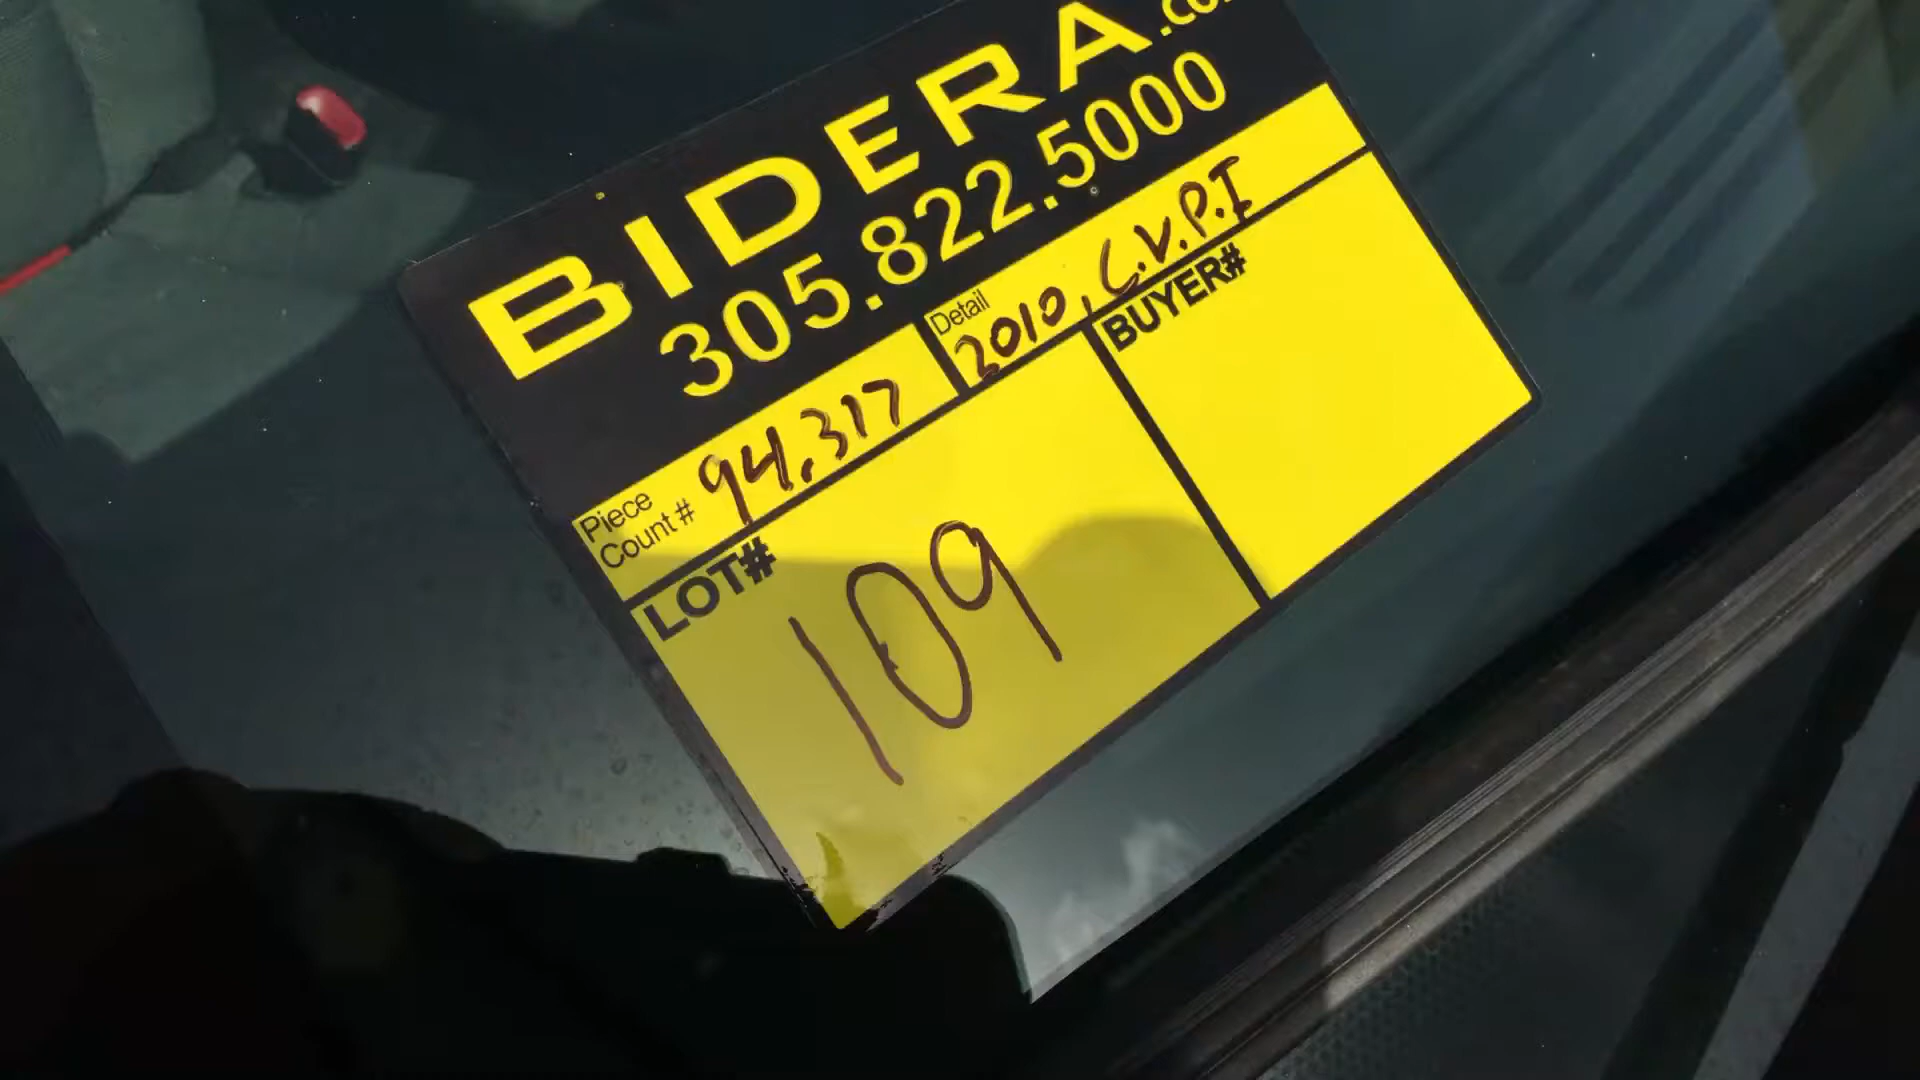 BIDERA.co
305.822.5000
Piece Count # 94,317
Detail 2010, C.V.P.I
LOT# 109
BUYER#